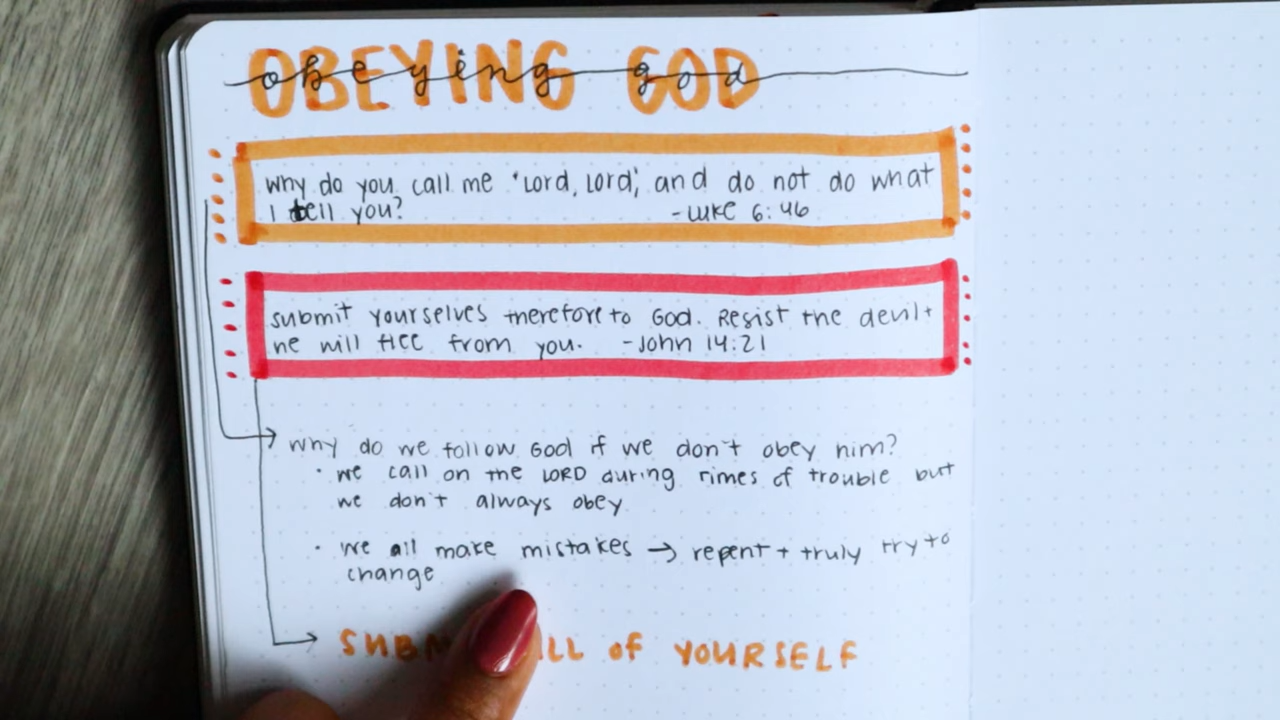 OBEYING GOD
obeying god
why do you call me 'Lord, Lord,' and do not do what
I tell you?
-Luke 6:46
submit yourselves therefore to God. Resist the devil +
he will flee from you. -John 14:21
why do we follow God if we don't obey him?
· we call on the LORD during times of trouble but
we don't always obey
· we all make mistakes → repent + truly try to
change
OF YOURSELF